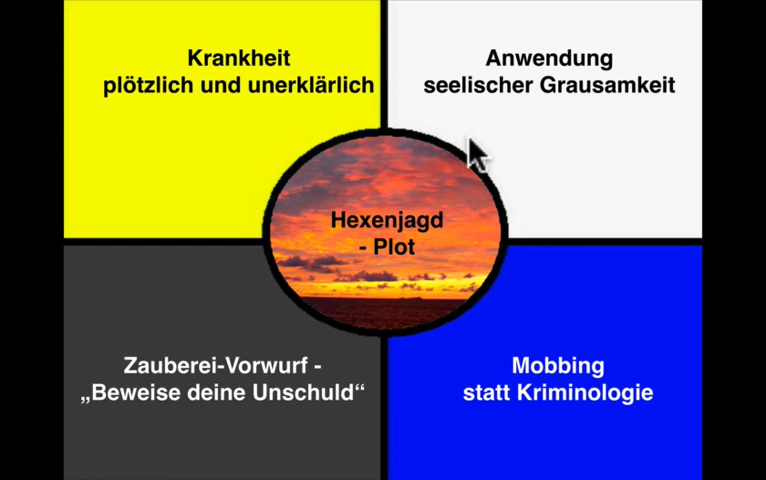 Krankheit
plötzlich und unerklärlich
Anwendung
seelischer Grausamkeit
Hexenjagd
- Plot
Zauberei-Vorwurf -
„Beweise deine Unschuld“
Mobbing
statt Kriminologie